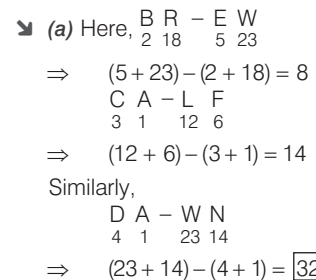 (a) Here, B R – E W
2 18 5 23
⇒ (5 + 23) – (2 + 18) = 8
C A – L F
3 1 12 6
⇒ (12 + 6) – (3 + 1) = 14
Similarly,
D A – W N
4 1 23 14
⇒ (23 + 14) – (4 + 1) = 32